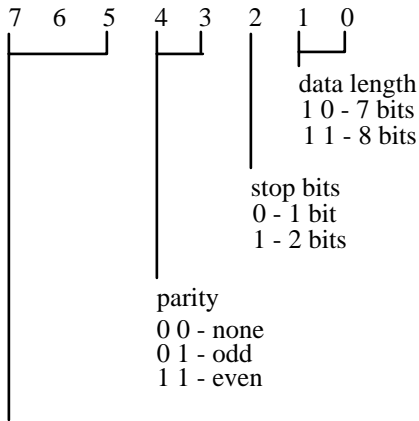 7 6 5 4 3 2 1 0
data length
1 0 - 7 bits
1 1 - 8 bits
stop bits
0 - 1 bit
1 - 2 bits
parity
0 0 - none
0 1 - odd
1 1 - even